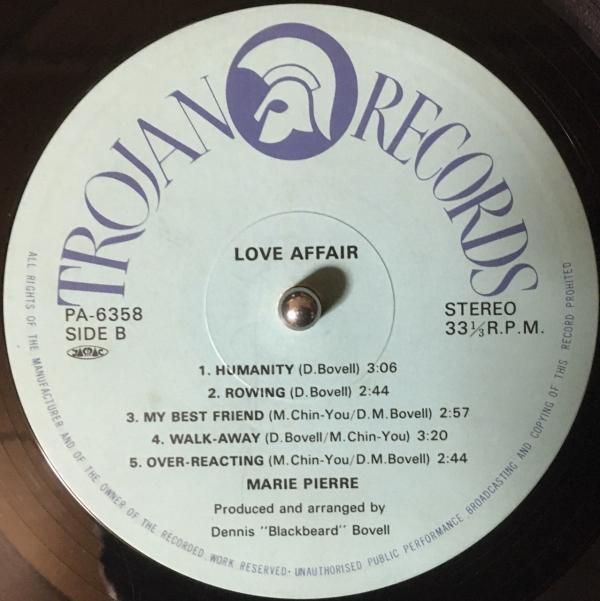 TROJAN RECORDS
LOVE AFFAIR
PA-6358
SIDE B
JASRAC
STEREO
33⅓ R.P.M.
1. HUMANITY (D.Bovell) 3:06
2. ROWING (D.Bovell) 2:44
3. MY BEST FRIEND (M.Chin-You/D.M.Bovell) 2:57
4. WALK-AWAY (D.Bovell/M.Chin-You) 3:20
5. OVER-REACTING (M.Chin-You/D.M.Bovell) 2:44
MARIE PIERRE
Produced and arranged by
Dennis "Blackbeard" Bovell
ALL RIGHTS OF THE MANUFACTURER AND OF THE OWNER OF THE RECORDED WORK RESERVED· UNAUTHORISED PUBLIC PERFORMANCE BROADCASTING AND COPYING OF THIS RECORD PROHIBITED